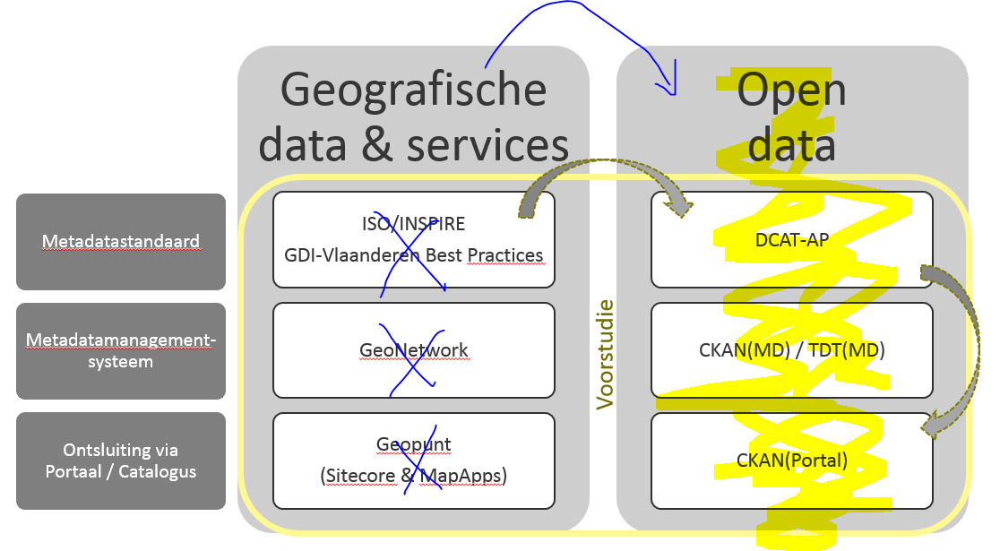 Geografische
data & services
Open
data
Metadatastandaard
ISO/INSPIRE
GDI-Vlaanderen Best Practices
DCAT-AP
Metadatamanagement-
systeem
GeoNetwork
Voorstudie
CKAN(MD) / TDT(MD)
Ontsluiting via
Portaal / Catalogus
Geopunt
(Sitecore & MapApps)
CKAN(Portal)